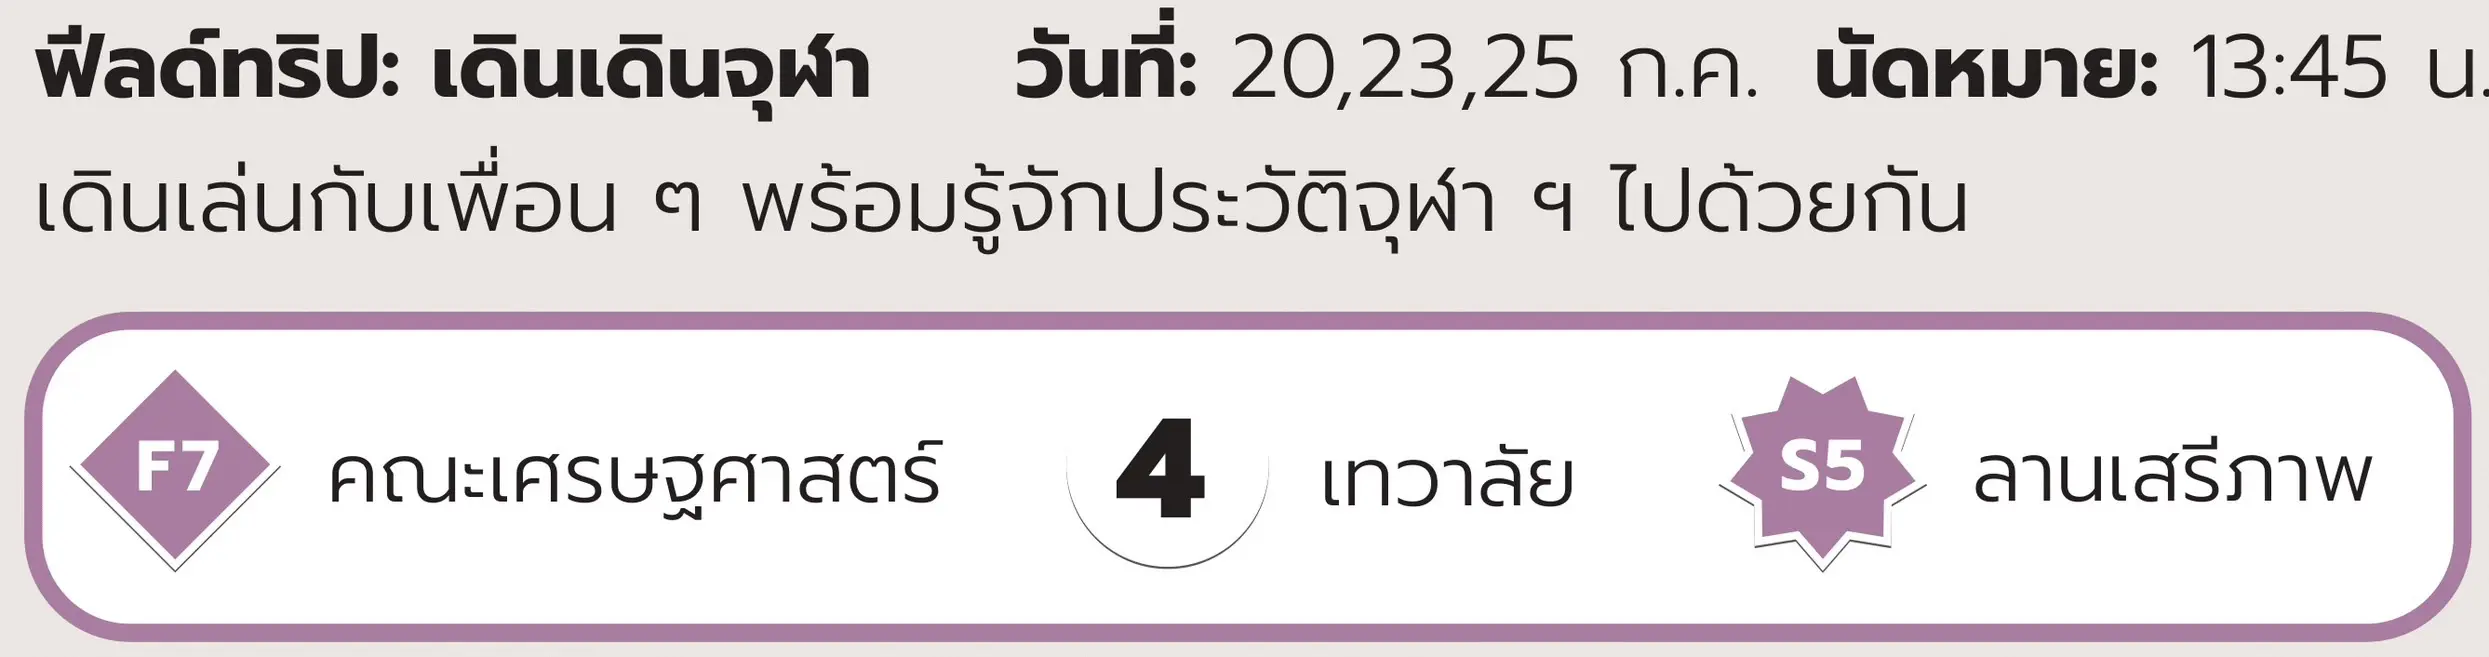 ฟีลด์ทริป: เดินเดินจุฬา วันที่: 20,23,25 ก.ค. นัดหมาย: 13:45 น.
เดินเล่นกับเพื่อน ๆ พร้อมรู้จักประวัติจุฬา ฯ ไปด้วยกัน
F7 คณะเศรษฐศาสตร์ 4 เทวาลัย S5 ลานเสรีภาพ